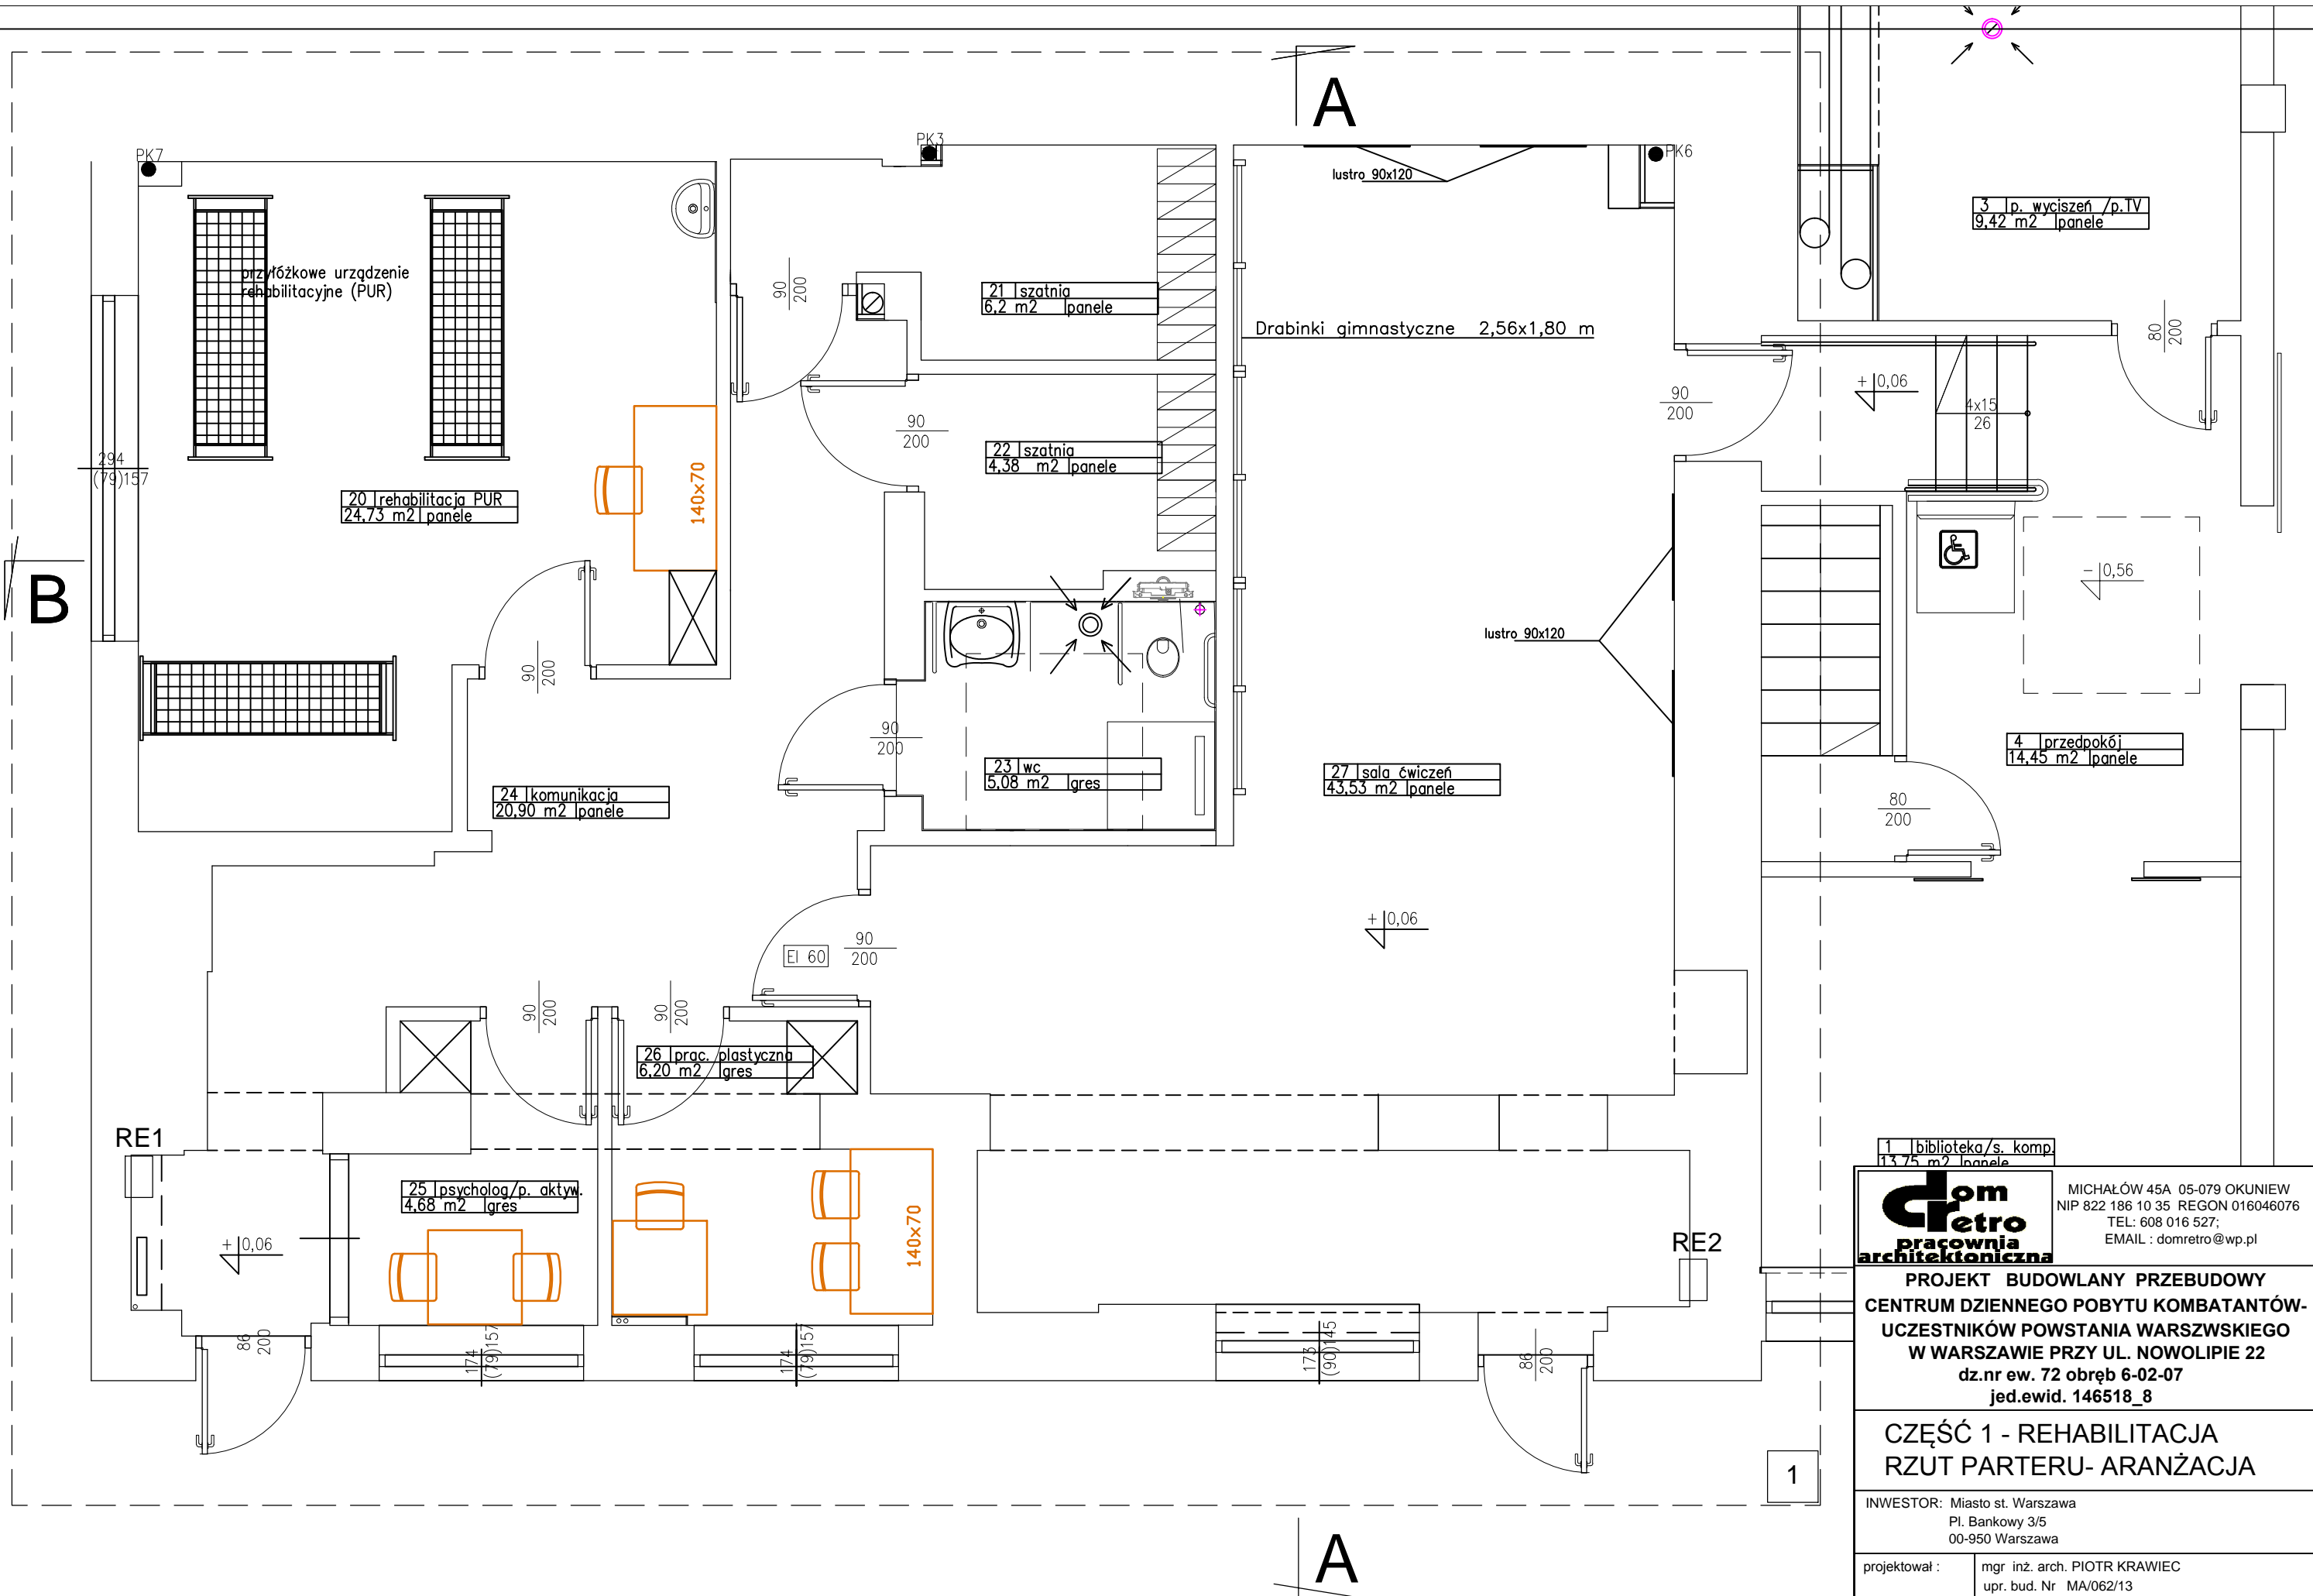 A
PK7
PK3
PK6
lustro 90x120
3 p. wyciszeń /p.TV
9,42 m2 panele
przyłóżkowe urządzenie
rehabilitacyjne (PUR)
90
200
21 szatnia
6,2 m2 panele
Drabinki gimnastyczne 2,56x1,80 m
80
200
+ 0,06
90
200
4x15
26
90
200
22 szatnia
4,38 m2 panele
294
(79)157
140x70
20 rehabilitacja PUR
24,73 m2 panele
B
- 0,56
lustro 90x120
90
200
90
200
23 wc
5,08 m2 gres
27 sala ćwiczeń
43,53 m2 panele
4 przedpokój
14,45 m2 panele
24 komunikacja
20,90 m2 panele
80
200
+ 0,06
EI 60
90
200
90
200
90
200
26 prac. plastyczna
6,20 m2 gres
RE1
1 biblioteka/s. komp.
13,75 m2 panele
25 psycholog/p. aktyw.
4,68 m2 gres
140x70
+ 0,06
RE2
86
200
174
(79)157
174
(79)157
173
(90)145
86
200
1
A
dom
retro
pracownia
architektoniczna
MICHAŁÓW 45A 05-079 OKUNIEW
NIP 822 186 10 35 REGON 016046076
TEL: 608 016 527;
EMAIL : domretro@wp.pl
PROJEKT BUDOWLANY PRZEBUDOWY
CENTRUM DZIENNEGO POBYTU KOMBATANTÓW-
UCZESTNIKÓW POWSTANIA WARSZWSKIEGO
W WARSZAWIE PRZY UL. NOWOLIPIE 22
dz.nr ew. 72 obręb 6-02-07
jed.ewid. 146518_8
CZĘŚĆ 1 - REHABILITACJA
RZUT PARTERU- ARANŻACJA
INWESTOR: Miasto st. Warszawa
Pl. Bankowy 3/5
00-950 Warszawa
projektował :
mgr inż. arch. PIOTR KRAWIEC
upr. bud. Nr MA/062/13